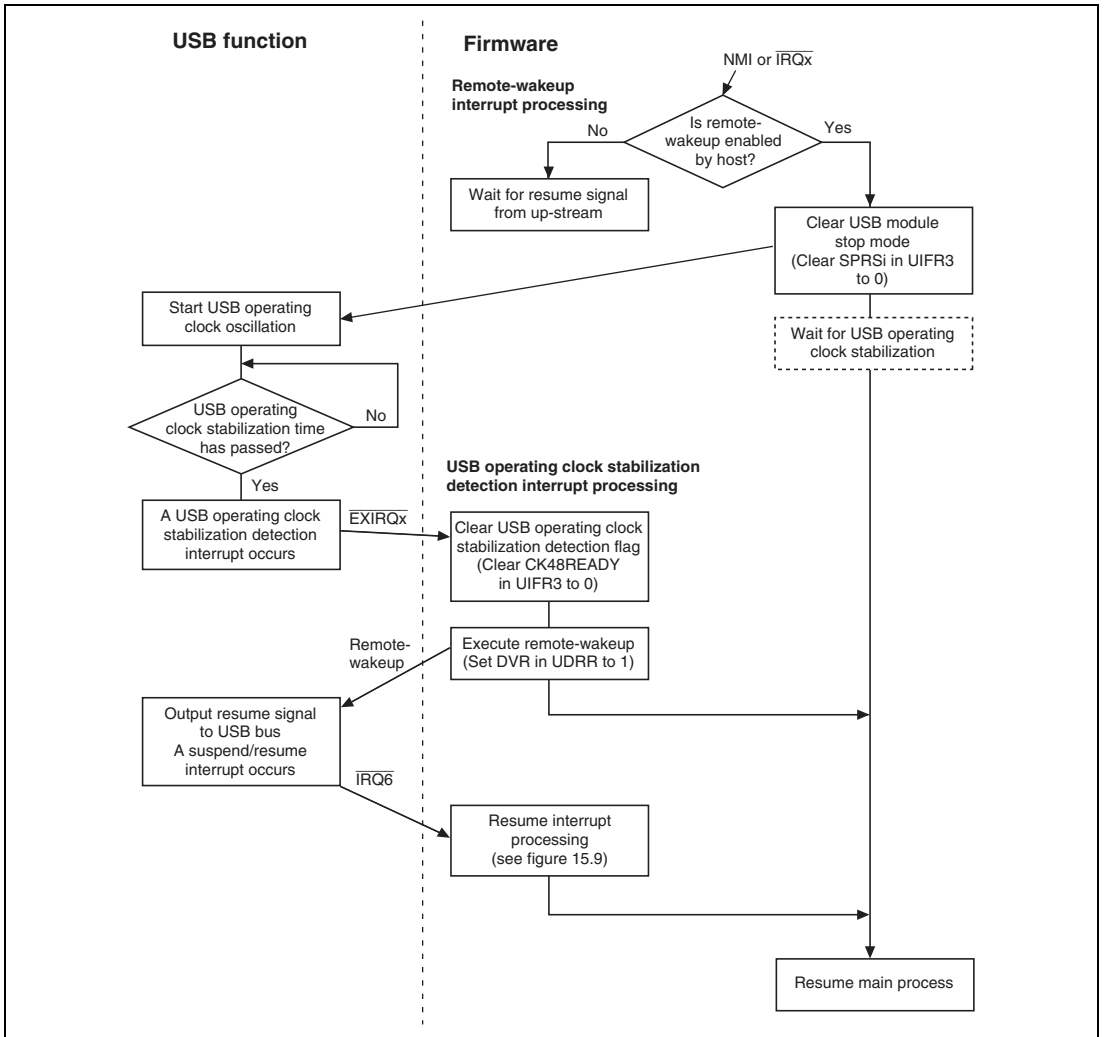 USB function
Firmware
NMI or IRQx
Remote-wakeup
interrupt processing
Is remote-
wakeup enabled
by host?
No
Yes
Wait for resume signal
from up-stream
Clear USB module
stop mode
(Clear SPRSi in UIFR3
to 0)
Start USB operating
clock oscillation
Wait for USB operating
clock stabilization
USB operating
clock stabilization time
has passed?
No
Yes
USB operating clock stabilization
detection interrupt processing
A USB operating clock
stabilization detection
interrupt occurs
EXIRQx
Clear USB operating clock
stabilization detection flag
(Clear CK48READY
in UIFR3 to 0)
Remote-
wakeup
Execute remote-wakeup
(Set DVR in UDRR to 1)
Output resume signal
to USB bus
A suspend/resume
interrupt occurs
IRQ6
Resume interrupt
processing
(see figure 15.9)
Resume main process